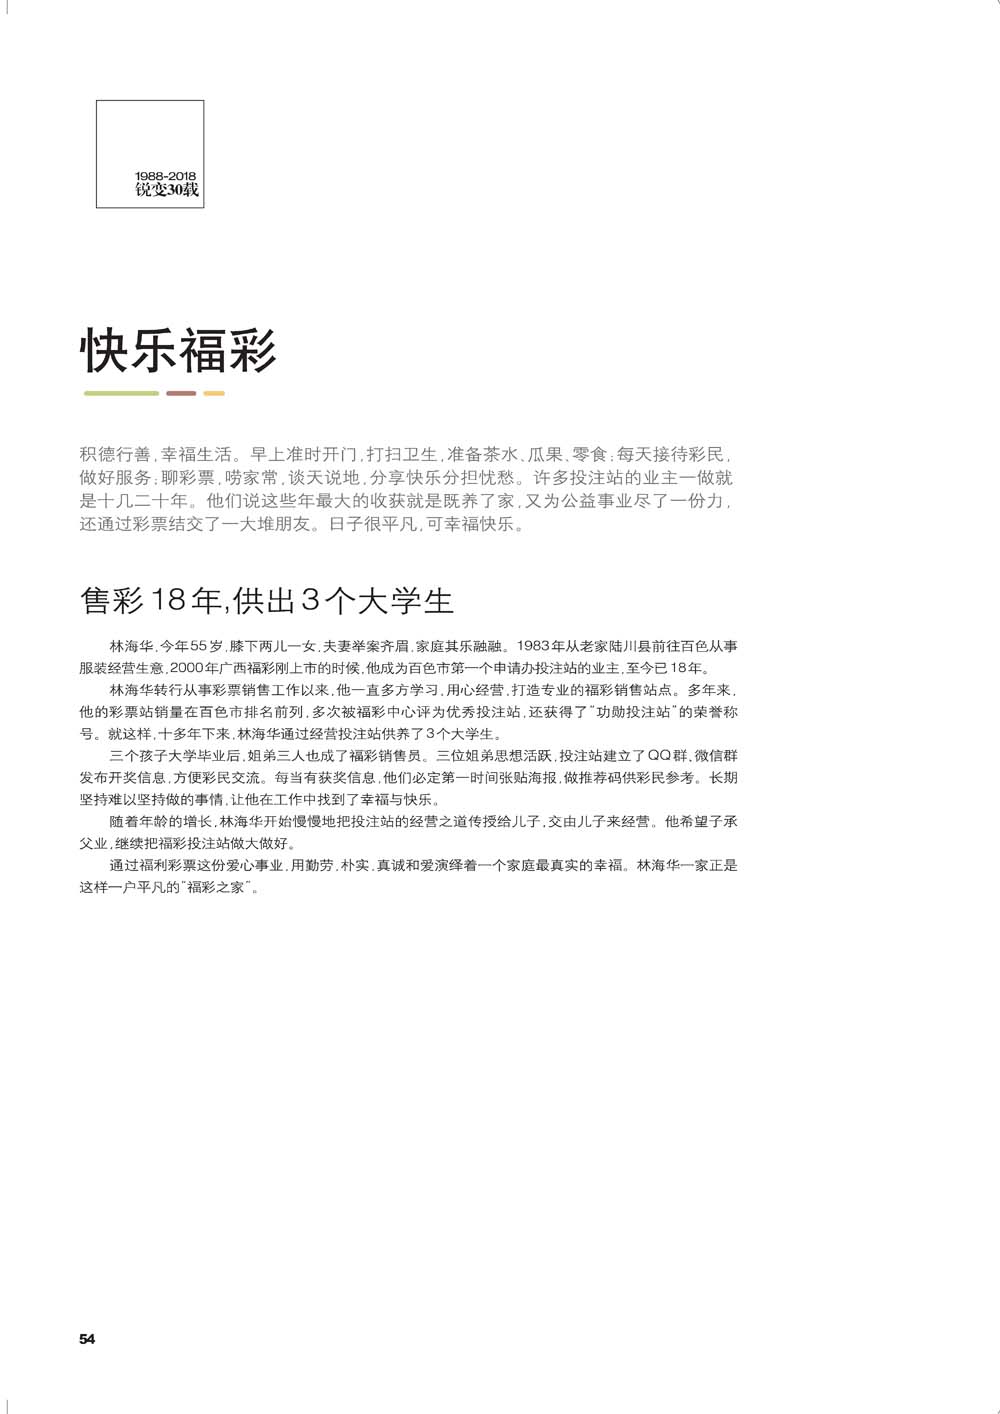 1988-2018
锐变30载
快乐福彩
积德行善,幸福生活。早上准时开门,打扫卫生,准备茶水、瓜果、零食;每天接待彩民,
做好服务;聊彩票,唠家常,谈天说地,分享快乐分担忧愁。许多投注站的业主一做就
是十几二十年。他们说这些年最大的收获就是既养了家,又为公益事业尽了一份力,
还通过彩票结交了一大堆朋友。日子很平凡,可幸福快乐。
售彩18年,供出3个大学生
林海华,今年55岁,膝下两儿一女,夫妻举案齐眉,家庭其乐融融。1983年从老家陆川县前往百色从事
服装经营生意,2000年广西福彩刚上市的时候,他成为百色市第一个申请办投注站的业主,至今已18年。
林海华转行从事彩票销售工作以来,他一直多方学习,用心经营,打造专业的福彩销售站点。多年来,
他的彩票站销量在百色市排名前列,多次被福彩中心评为优秀投注站,还获得了“功勋投注站”的荣誉称
号。就这样,十多年下来,林海华通过经营投注站供养了3个大学生。
三个孩子大学毕业后,姐弟三人也成了福彩销售员。三位姐弟思想活跃,投注站建立了QQ群、微信群
发布开奖信息,方便彩民交流。每当有获奖信息,他们必定第一时间张贴海报,做推荐码供彩民参考。长期
坚持难以坚持做的事情,让他在工作中找到了幸福与快乐。
随着年龄的增长,林海华开始慢慢地把投注站的经营之道传授给儿子,交由儿子来经营。他希望子承
父业,继续把福彩投注站做大做好。
通过福利彩票这份爱心事业,用勤劳、朴实、真诚和爱演绎着一个家庭最真实的幸福。林海华一家正是
这样一户平凡的“福彩之家”。
54